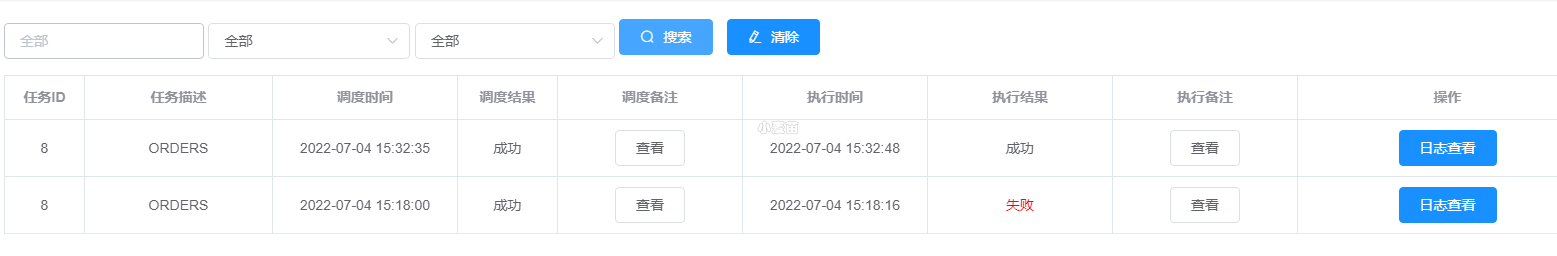 全部 全部 全部 搜索 清除
任务ID 任务描述 调度时间 调度结果 调度备注 执行时间 执行结果 执行备注 操作
小云苗
8 ORDERS 2022-07-04 15:32:35 成功 查看 2022-07-04 15:32:48 成功 查看 日志查看
8 ORDERS 2022-07-04 15:18:00 成功 查看 2022-07-04 15:18:16 失败 查看 日志查看